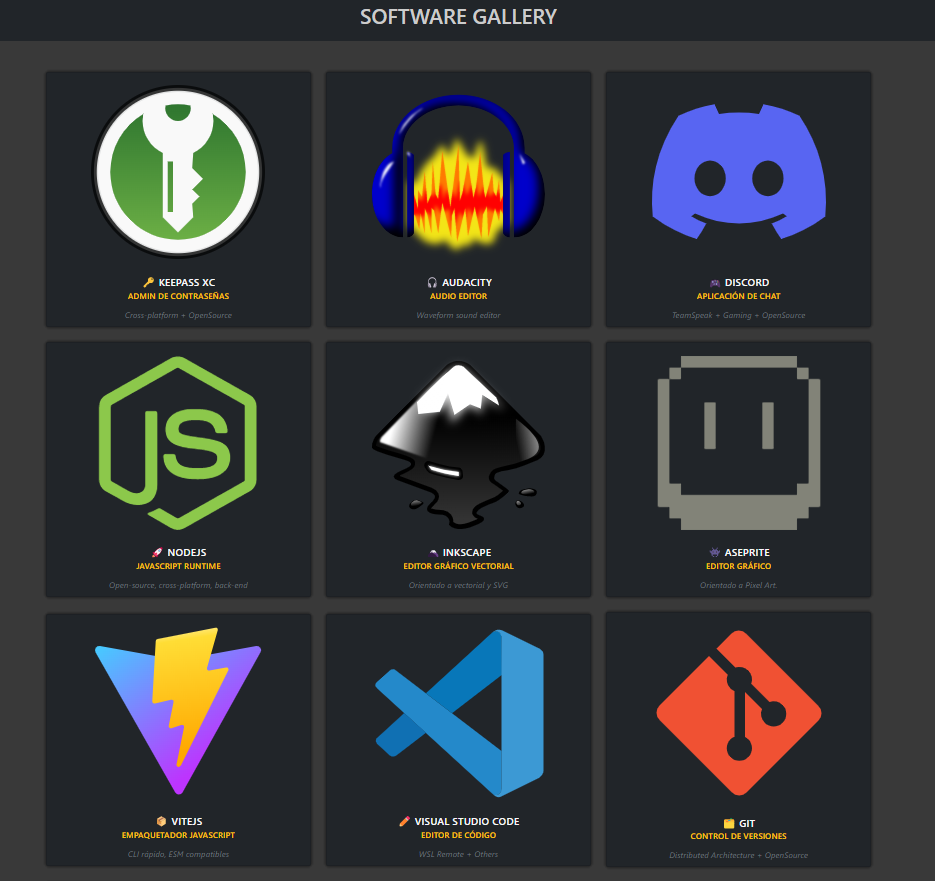 SOFTWARE GALLERY
🔑 KEEPASS XC
ADMIN DE CONTRASEÑAS
Cross-platform + OpenSource
🎧 AUDACITY
AUDIO EDITOR
Waveform sound editor
🎮 DISCORD
APLICACIÓN DE CHAT
TeamSpeak + Gaming + OpenSource
JS
🚀 NODEJS
JAVASCRIPT RUNTIME
Open-source, cross-platform, back-end
INKSCAPE
EDITOR GRÁFICO VECTORIAL
Orientado a vectorial y SVG
👾 ASEPRITE
EDITOR GRÁFICO
Orientado a Pixel Art.
📦 VITEJS
EMPAQUETADOR JAVASCRIPT
CLI rápida, ESM compatibles
VISUAL STUDIO CODE
EDITOR DE CÓDIGO
WSL Remote + Others
🗂️ GIT
CONTROL DE VERSIONES
Distributed Architecture + OpenSource